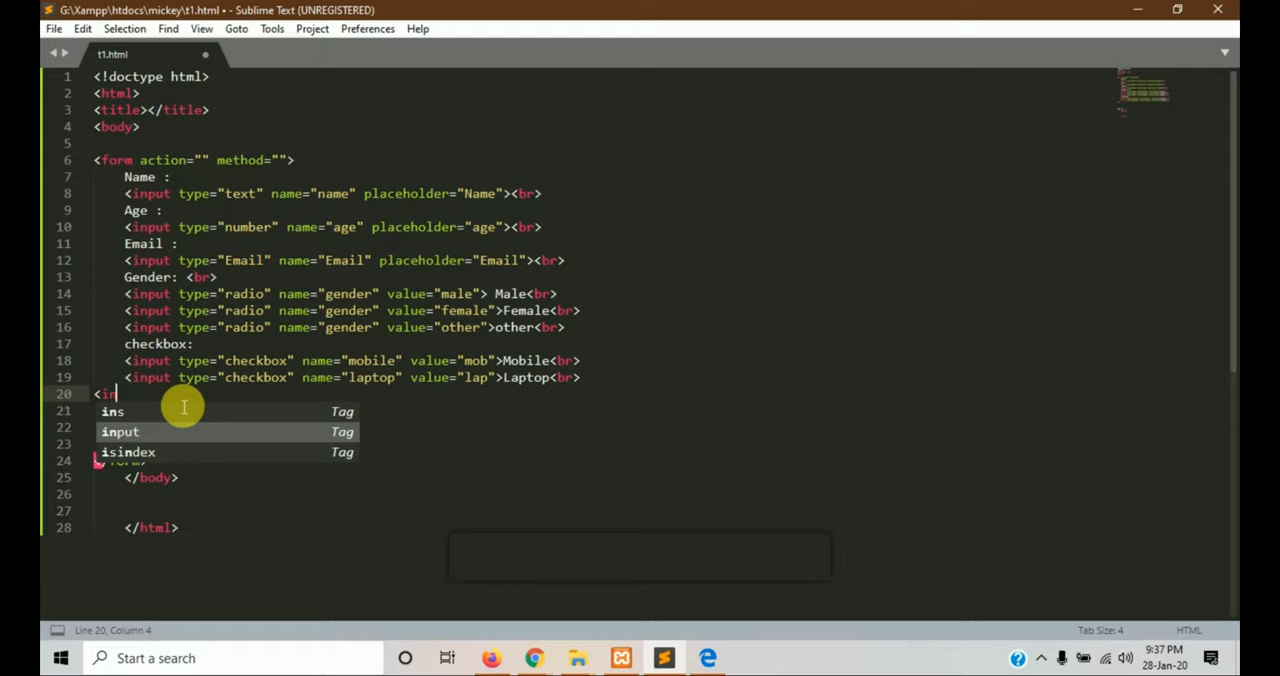 G:\Xampp\htdocs\mickey\t1.html • - Sublime Text (UNREGISTERED)
File Edit Selection Find View Goto Tools Project Preferences Help
t1.html
1 <!doctype html>
2 <html>
3 <title></title>
4 <body>
5
6 <form action="" method="">
7 Name :
8 <input type="text" name="name" placeholder="Name"><br>
9 Age :
10 <input type="number" name="age" placeholder="age"><br>
11 Email :
12 <input type="Email" name="Email" placeholder="Email"><br>
13 Gender: <br>
14 <input type="radio" name="gender" value="male"> Male<br>
15 <input type="radio" name="gender" value="female">Female<br>
16 <input type="radio" name="gender" value="other">other<br>
17 checkbox:
18 <input type="checkbox" name="mobile" value="mob">Mobile<br>
19 <input type="checkbox" name="laptop" value="lap">Laptop<br>
20 <in
21 ins Tag
22 input Tag
23 isindex Tag
24 </form>
25 </body>
26
27
28 </html>
Line 20, Column 4 Tab Size: 4 HTML
Start a search
9:37 PM
28-Jan-20